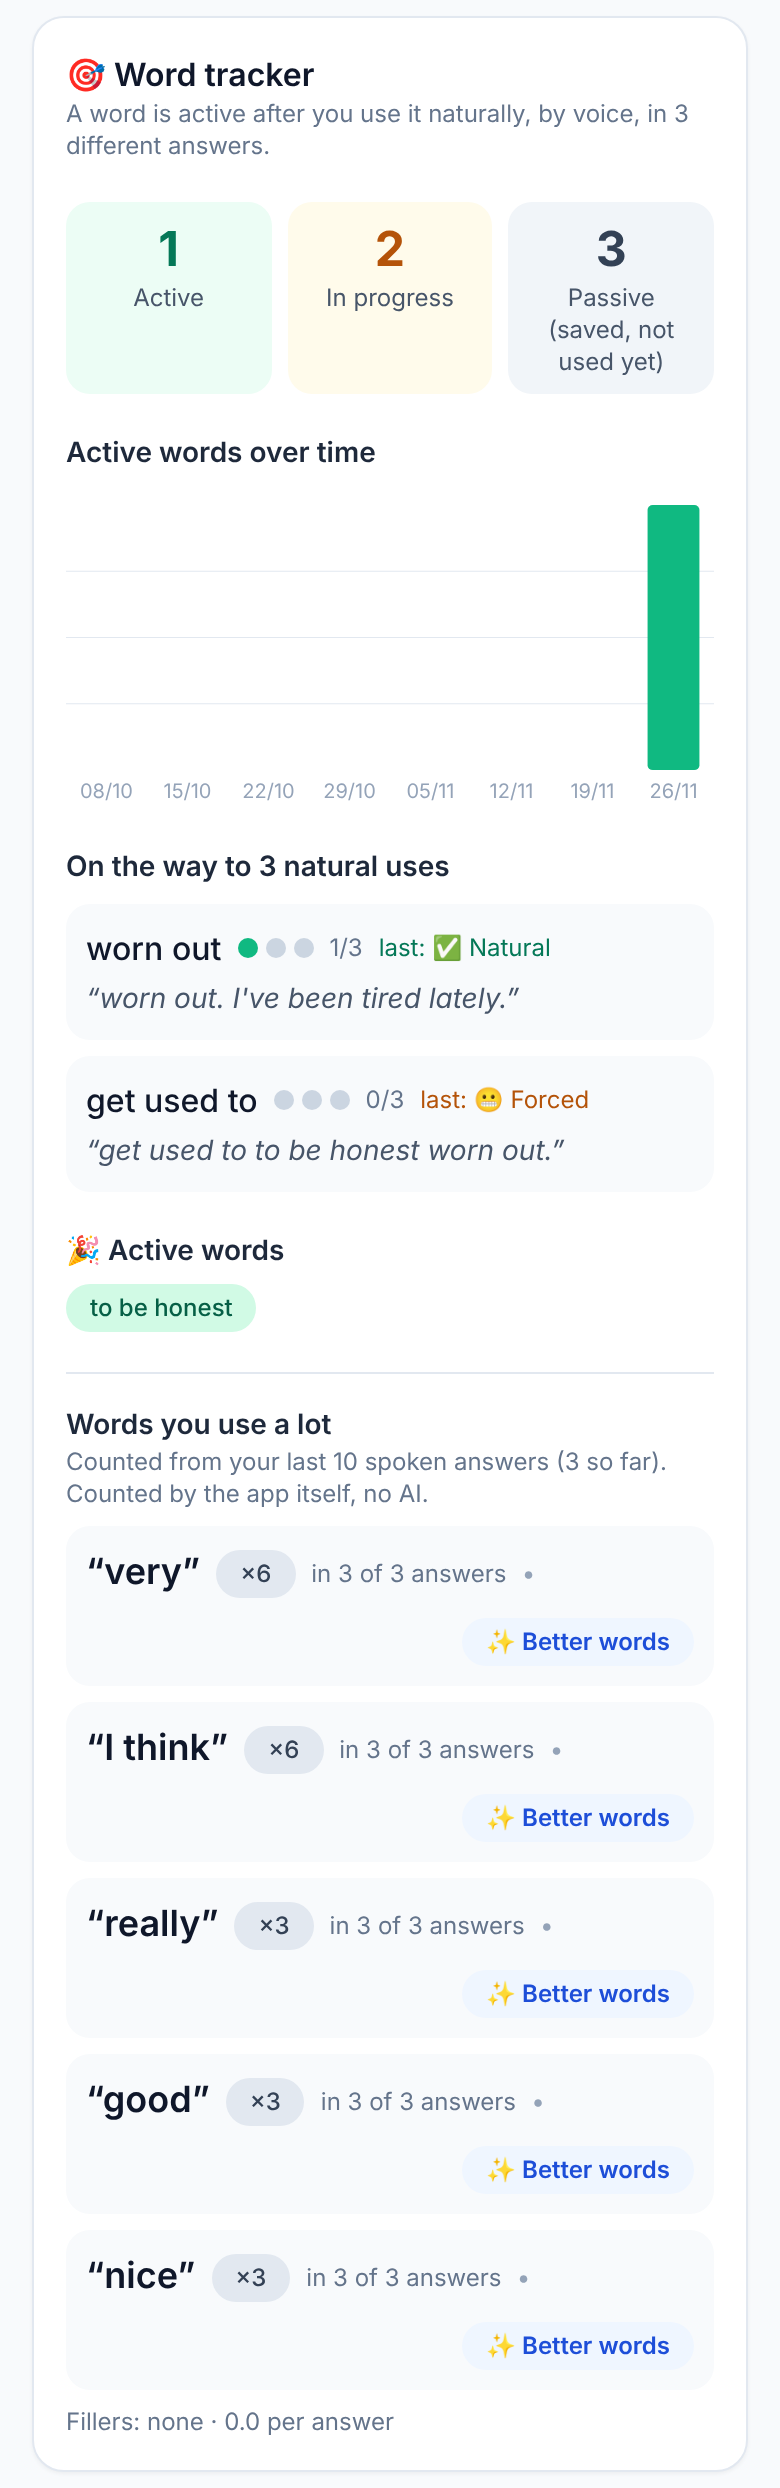 🎯 Word tracker
A word is active after you use it naturally, by voice, in 3
different answers.
1
Active
2
In progress
3
Passive
(saved, not
used yet)
Active words over time
08/10 15/10 22/10 29/10 05/11 12/11 19/11 26/11
On the way to 3 natural uses
worn out 1/3 last: ✅ Natural
“worn out. I've been tired lately.”
get used to 0/3 last: 😬 Forced
“get used to to be honest worn out.”
🎉 Active words
to be honest
Words you use a lot
Counted from your last 10 spoken answers (3 so far).
Counted by the app itself, no AI.
“very” ×6 in 3 of 3 answers •
✨ Better words
“I think” ×6 in 3 of 3 answers •
✨ Better words
“really” ×3 in 3 of 3 answers •
✨ Better words
“good” ×3 in 3 of 3 answers •
✨ Better words
“nice” ×3 in 3 of 3 answers •
✨ Better words
Fillers: none · 0.0 per answer